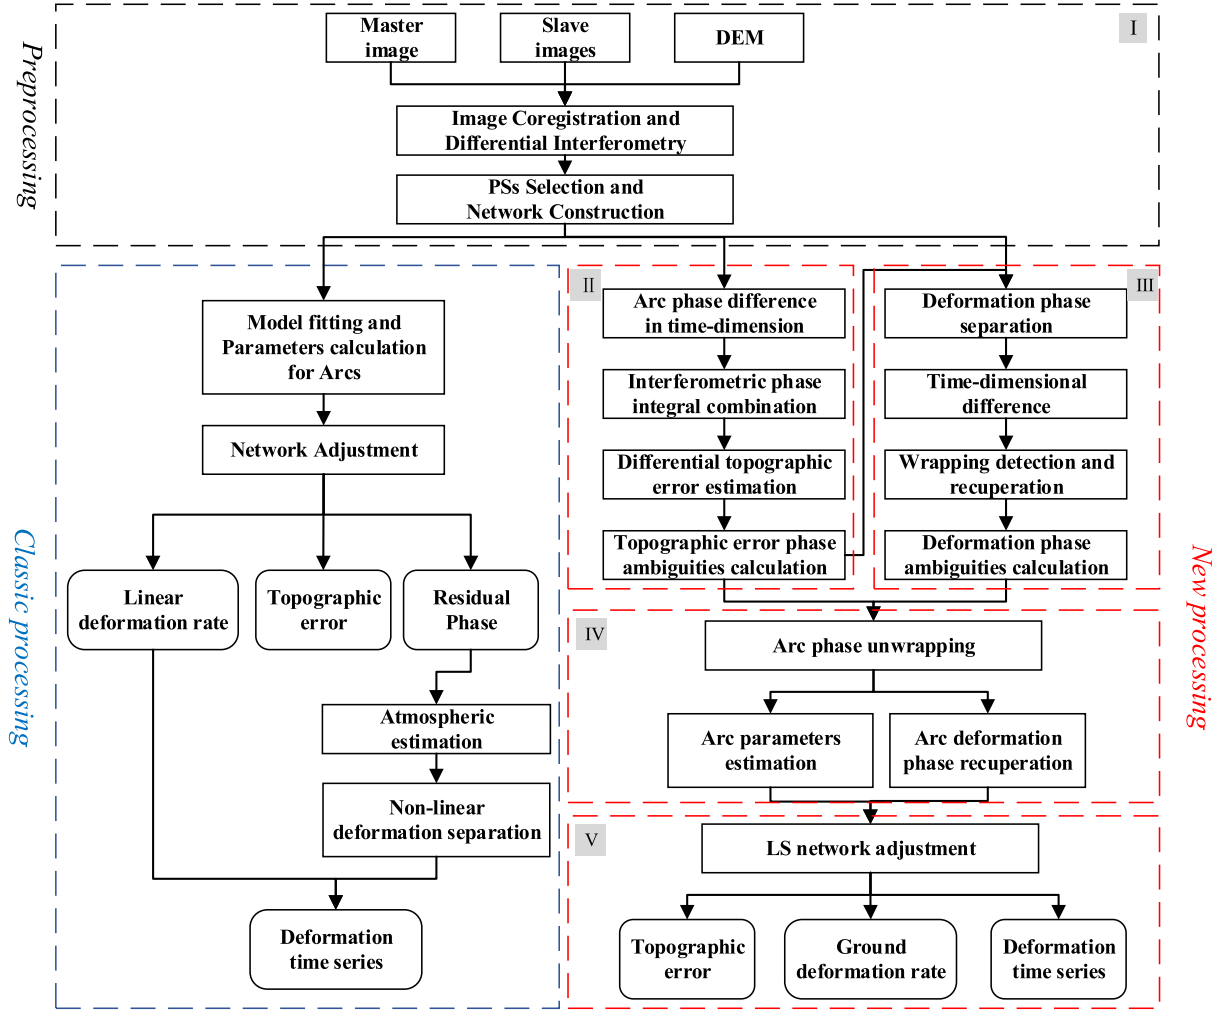 Preprocessing
I
Master
image
Slave
images
DEM
Image Coregistration and
Differential Interferometry
PSs Selection and
Network Construction
Classic processing
Model fitting and
Parameters calculation
for Arcs
Network Adjustment
Linear
deformation rate
Topographic
error
Residual
Phase
Atmospheric
estimation
Non-linear
deformation separation
Deformation
time series
New processing
II
Arc phase difference
in time-dimension
Interferometric phase
integral combination
Differential topographic
error estimation
Topographic error phase
ambiguities calculation
III
Deformation phase
separation
Time-dimensional
difference
Wrapping detection and
recuperation
Deformation phase
ambiguities calculation
IV
Arc phase unwrapping
Arc parameters
estimation
Arc deformation
phase recuperation
V
LS network adjustment
Topographic
error
Ground
deformation rate
Deformation
time series